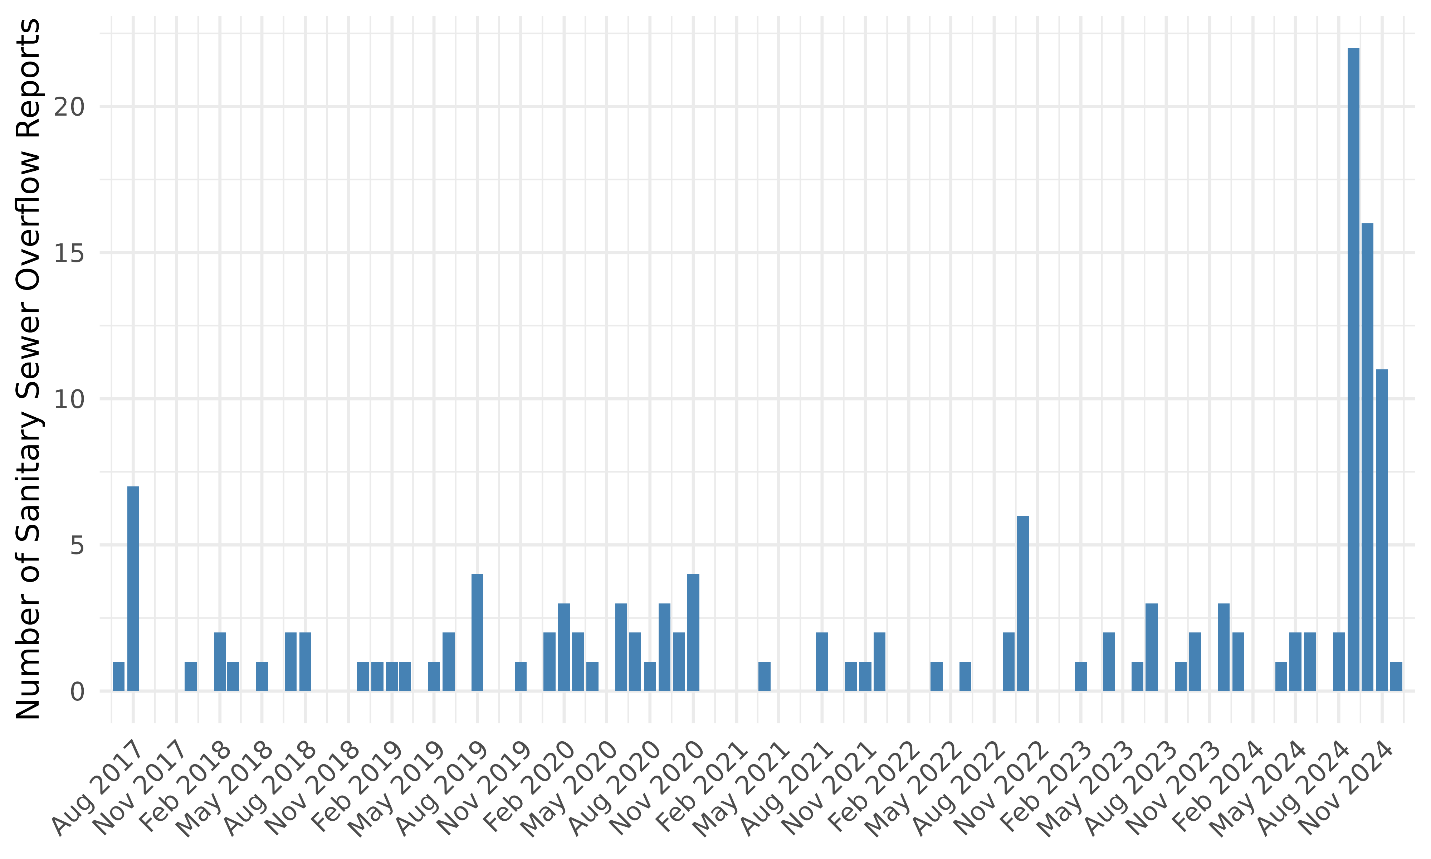 Number of Sanitary Sewer Overflow Reports
20
15
10
5
0
Aug 2017
Nov 2017
Feb 2018
May 2018
Aug 2018
Nov 2018
Feb 2019
May 2019
Aug 2019
Nov 2019
Feb 2020
May 2020
Aug 2020
Nov 2020
Feb 2021
May 2021
Aug 2021
Nov 2021
Feb 2022
May 2022
Aug 2022
Nov 2022
Feb 2023
May 2023
Aug 2023
Nov 2023
Feb 2024
May 2024
Aug 2024
Nov 2024